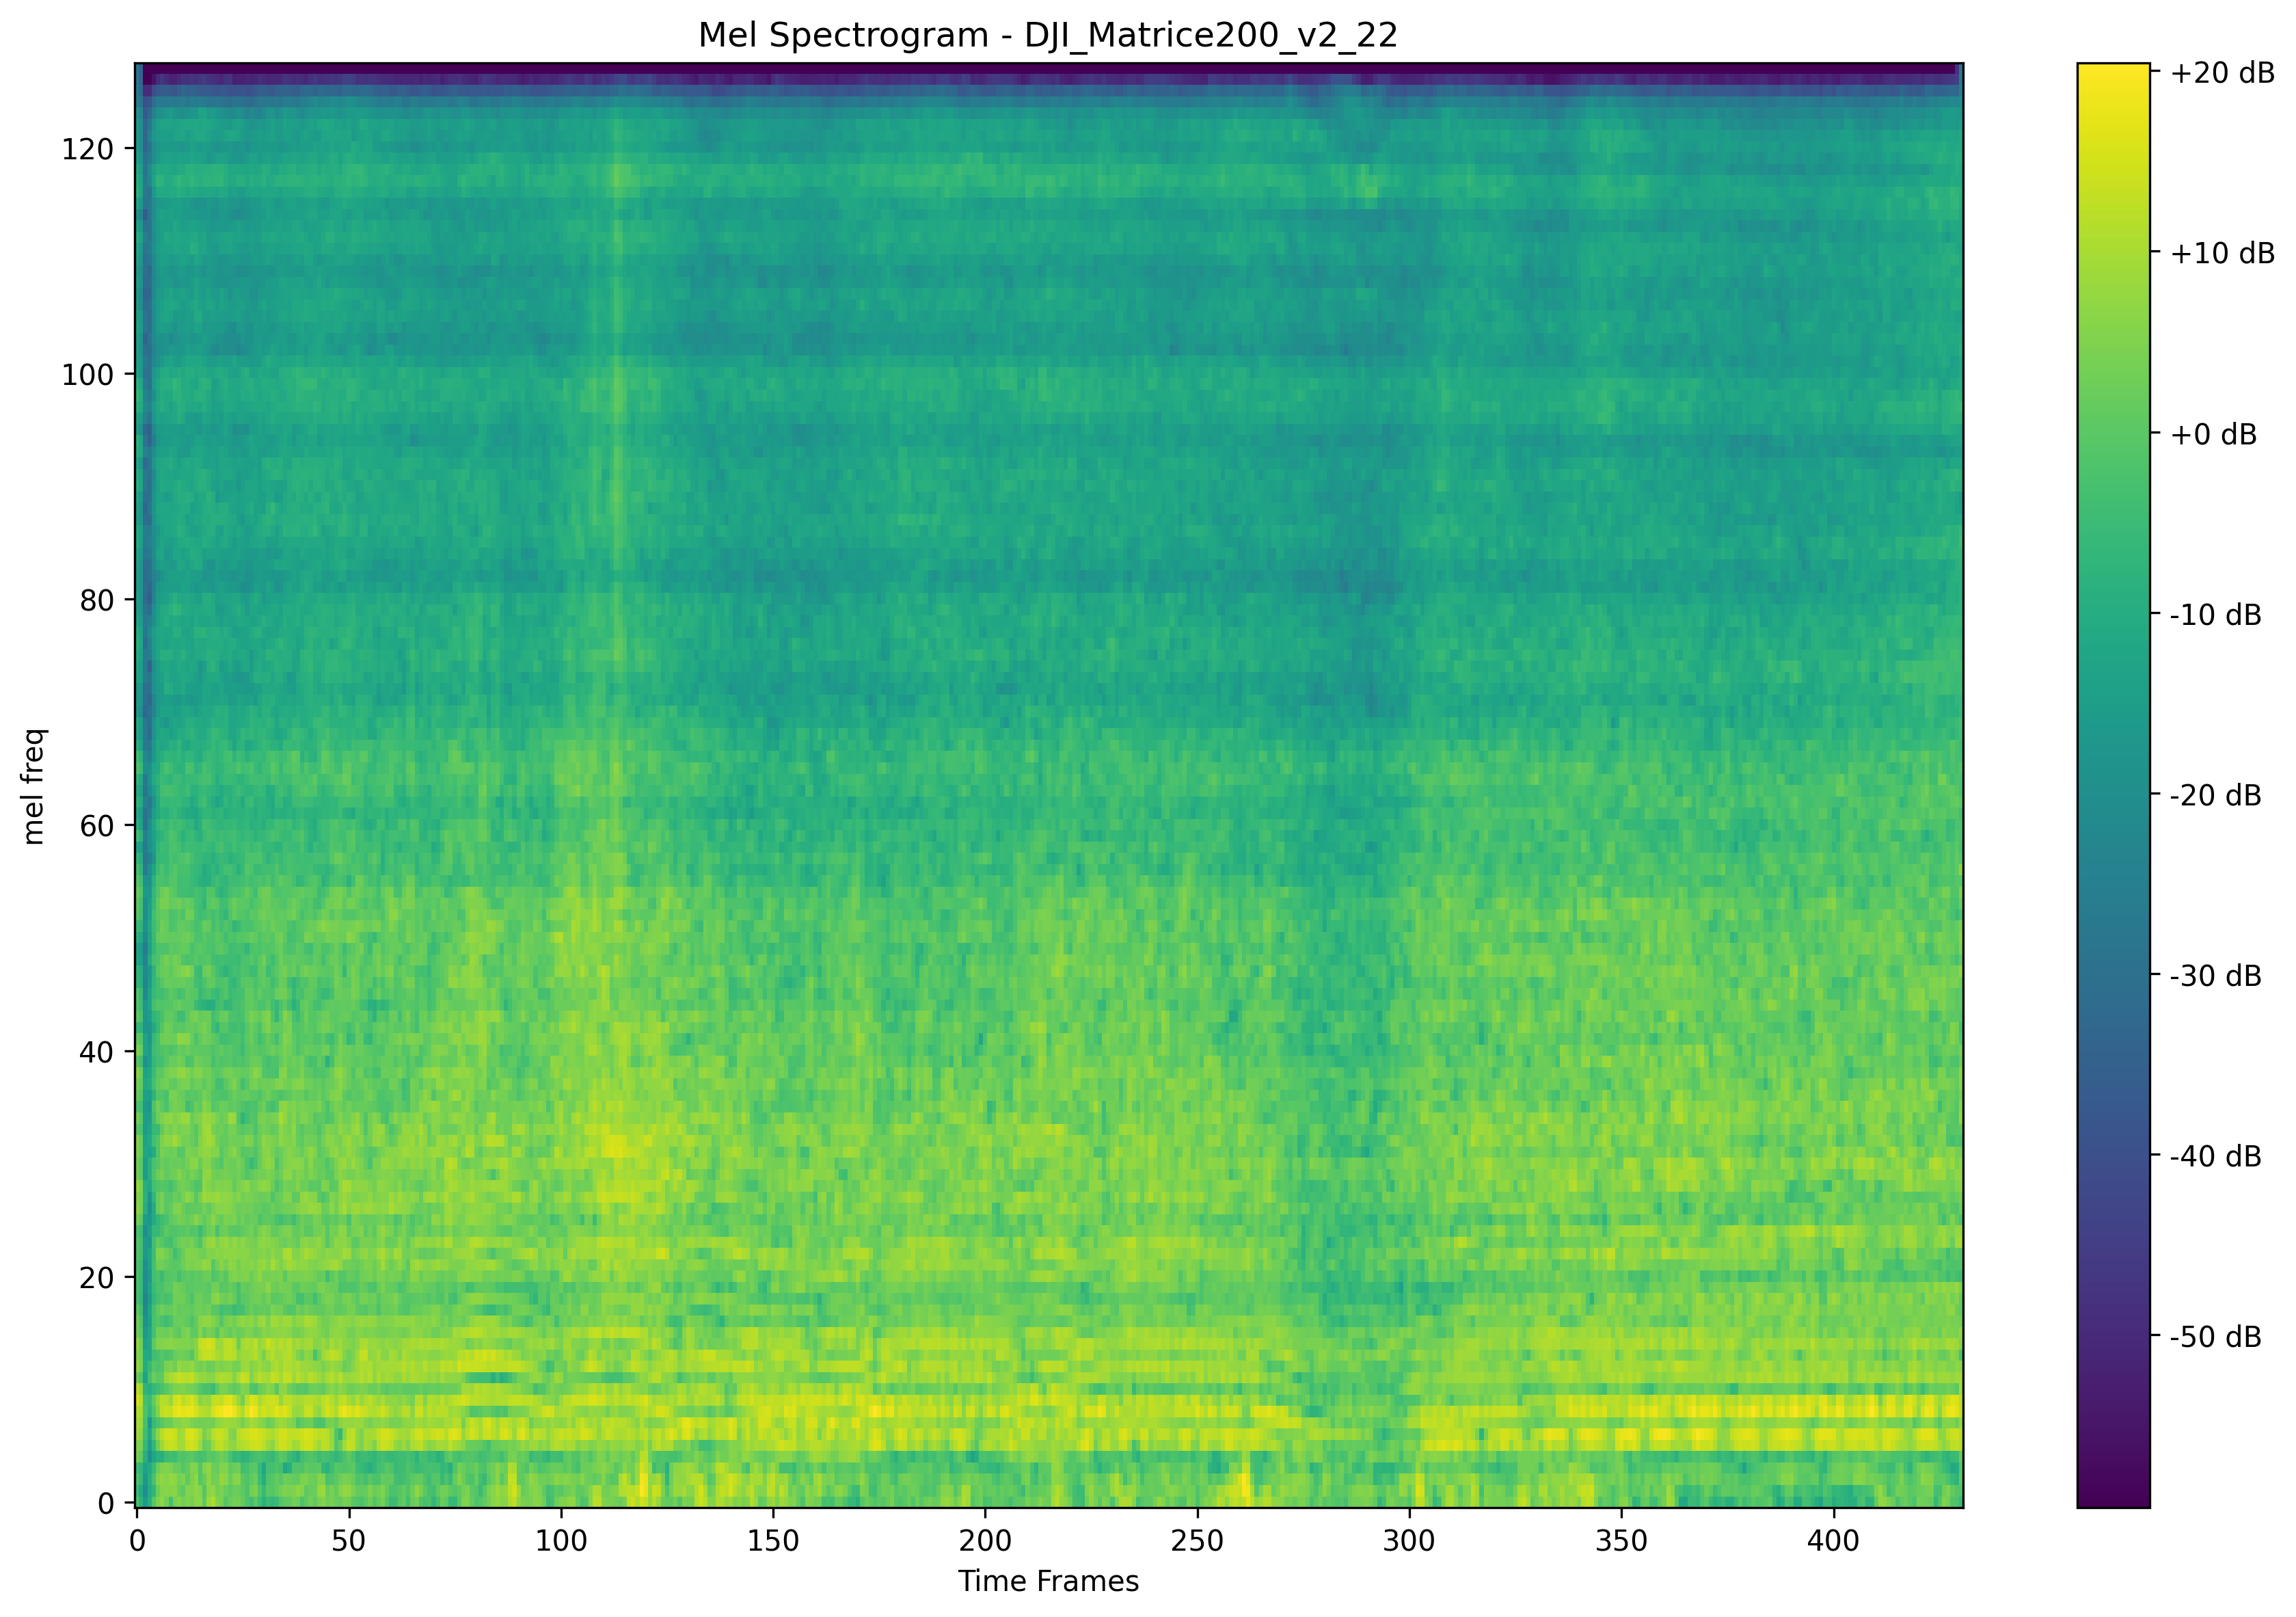 Mel Spectrogram - DJI_Matrice200_v2_22
mel freq
120
100
80
60
40
20
0
0 50 100 150 200 250 300 350 400
Time Frames
+20 dB
+10 dB
+0 dB
-10 dB
-20 dB
-30 dB
-40 dB
-50 dB